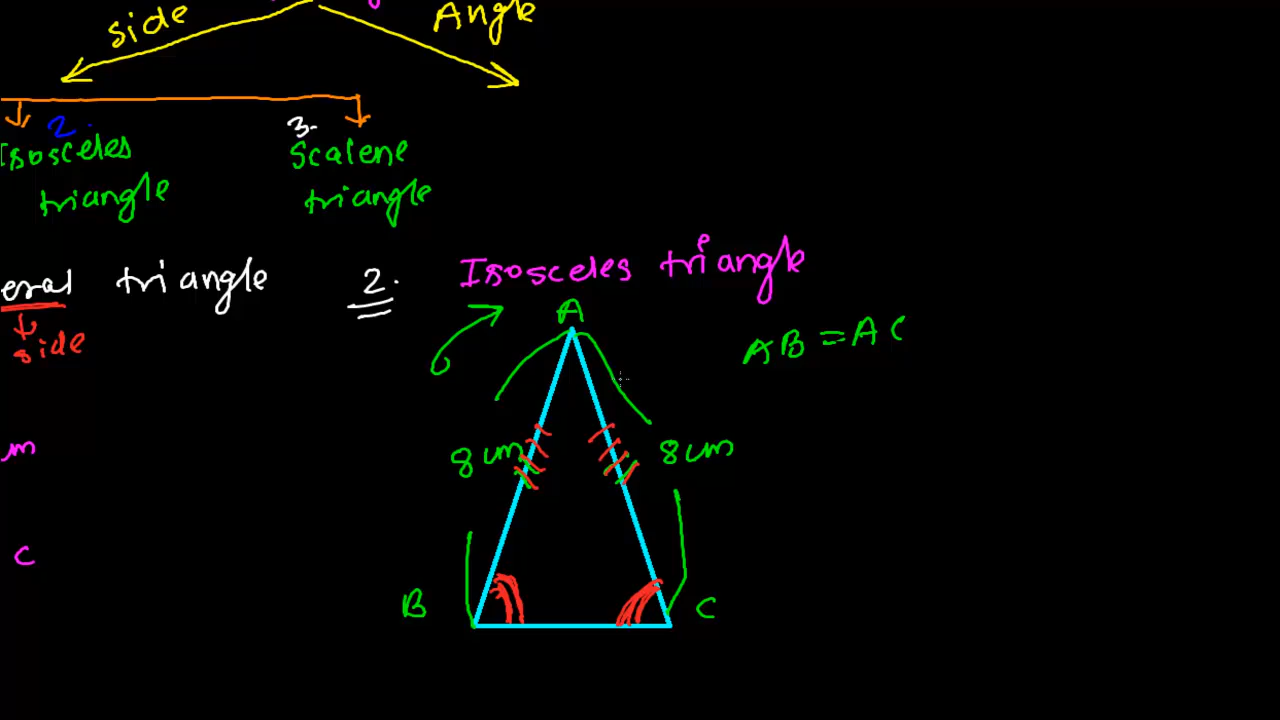 side
Angle
2.
3.
Isosceles
triangle
Scalene
triangle
eral triangle
side
2. Isosceles triangle
A
AB = AC
8 cm
8 cm
m
C
B
C